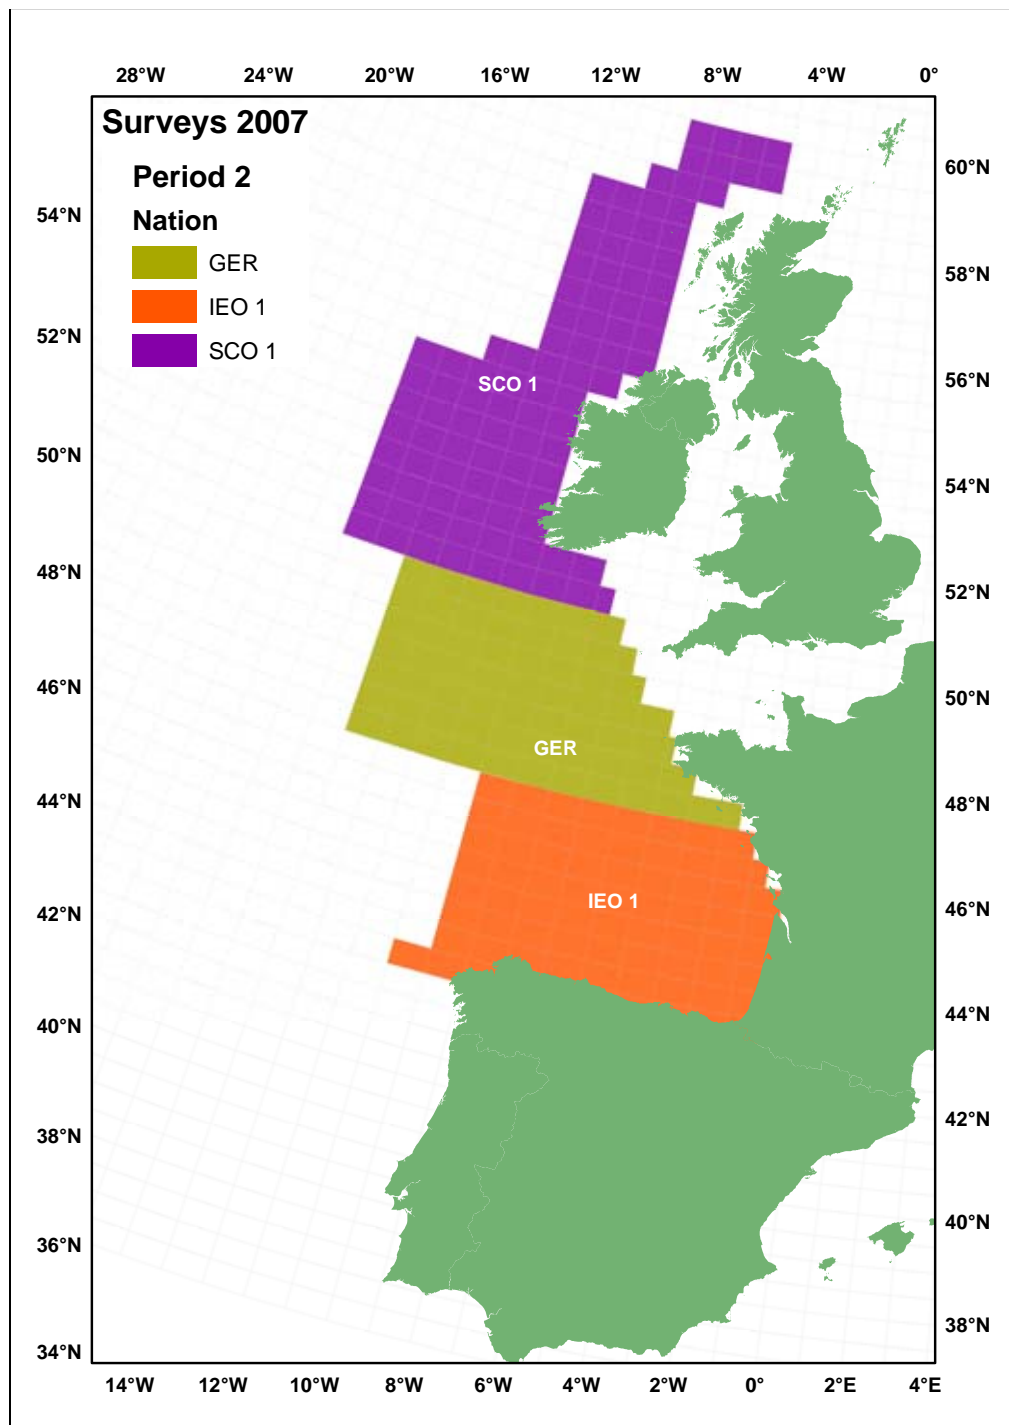 28°W 24°W 20°W 16°W 12°W 8°W 4°W 0°
Surveys 2007
Period 2
Nation
GER
IEO 1
SCO 1
54°N
52°N
50°N
48°N
46°N
44°N
42°N
40°N
38°N
36°N
34°N
SCO 1
GER
IEO 1
60°N
58°N
56°N
54°N
52°N
50°N
48°N
46°N
44°N
42°N
40°N
38°N
14°W 12°W 10°W 8°W 6°W 4°W 2°W 0° 2°E 4°E